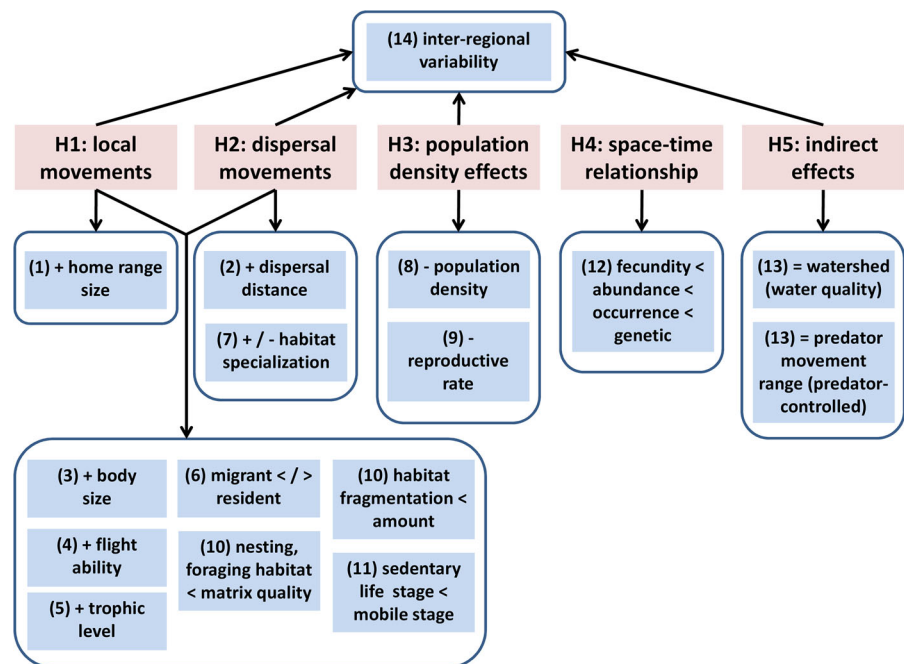 (14) inter-regional
variability
H1: local
movements
H2: dispersal
movements
H3: population
density effects
H4: space-time
relationship
H5: indirect
effects
(1) + home range
size
(2) + dispersal
distance
(7) + / - habitat
specialization
(8) - population
density
(9) -
reproductive
rate
(12) fecundity <
abundance <
occurrence <
genetic
(13) = watershed
(water quality)
(13) = predator
movement
range (predator-
controlled)
(3) + body
size
(4) + flight
ability
(5) + trophic
level
(6) migrant < / >
resident
(10) nesting,
foraging habitat
< matrix quality
(10) habitat
fragmentation <
amount
(11) sedentary
life stage <
mobile stage